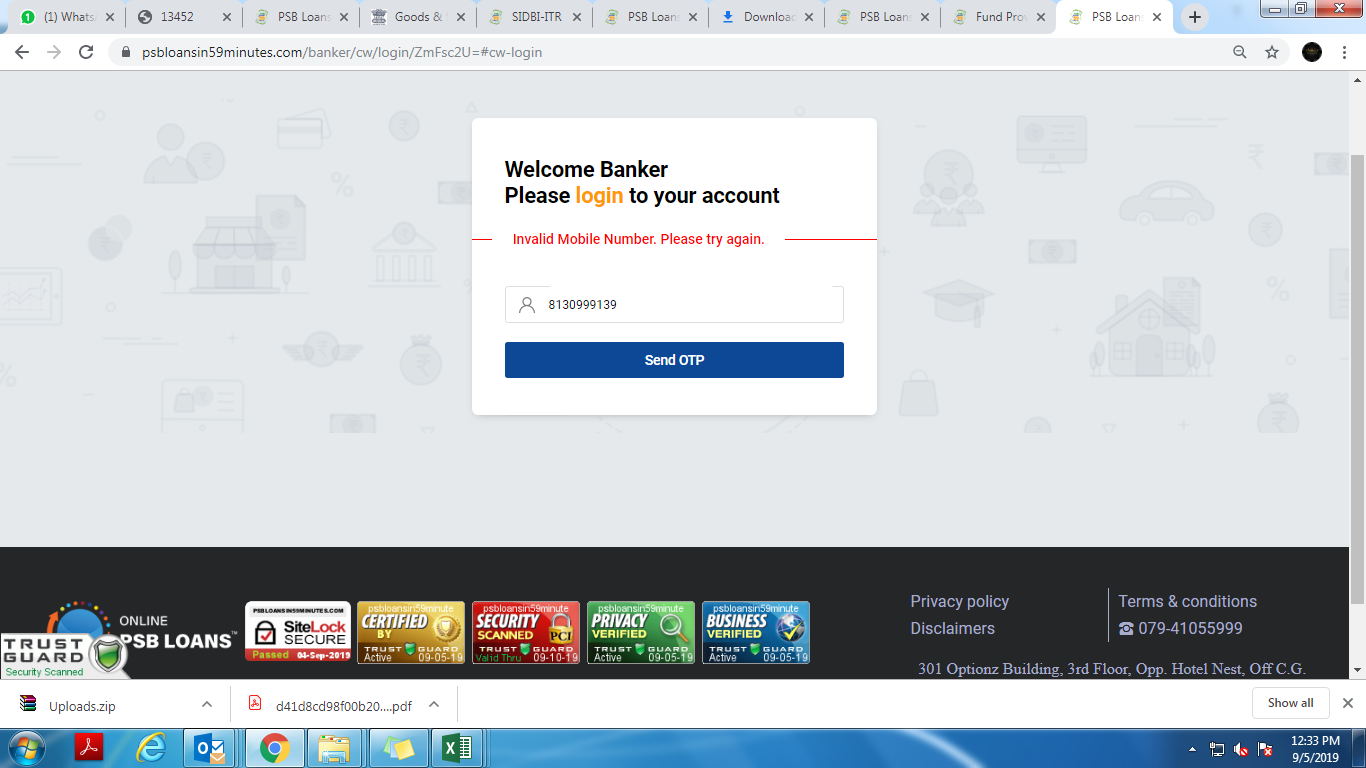 (1) Whats
13452
PSB Loans
Goods &
SIDBI-ITR
PSB Loans
Downloa
PSB Loans
Fund Prov
PSB Loans
psbloansin59minutes.com/banker/cw/login/ZmFsc2U=#cw-login
Welcome Banker
Please login to your account
Invalid Mobile Number. Please try again.
8130999139
Send OTP
ONLINE
PSB LOANS™
TRUST
GUARD
Security Scanned
PSBLOANSIN59MINUTES.COM
SiteLock
SECURE
Passed 04-Sep-2019
psbloansin59minute
CERTIFIED
BY
TRUST GUARD
Active 09-05-19
psbloansin59minute
SECURITY
SCANNED PCI
TRUST GUARD
Valid Thru 09-10-19
psbloansin59minute
PRIVACY
VERIFIED
TRUST GUARD
Active 09-05-19
psbloansin59minute
BUSINESS
VERIFIED
TRUST GUARD
Active 09-05-19
Privacy policy
Terms & conditions
Disclaimers
☎ 079-41055999
301 Optionz Building, 3rd Floor, Opp. Hotel Nest, Off C.G.
Uploads.zip
d41d8cd98f00b20....pdf
Show all
12:33 PM
9/5/2019